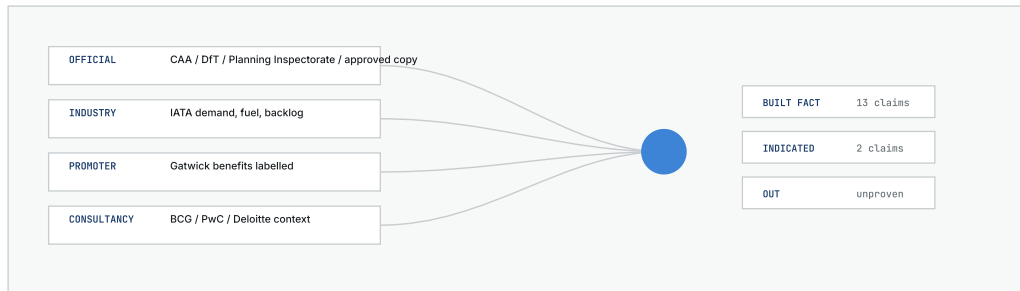 OFFICIAL CAA / DfT / Planning Inspectorate / approved copy
INDUSTRY IATA demand, fuel, backlog
PROMOTER Gatwick benefits labelled
CONSULTANCY BCG / PwC / Deloitte context
BUILT FACT 13 claims
INDICATED 2 claims
OUT unproven